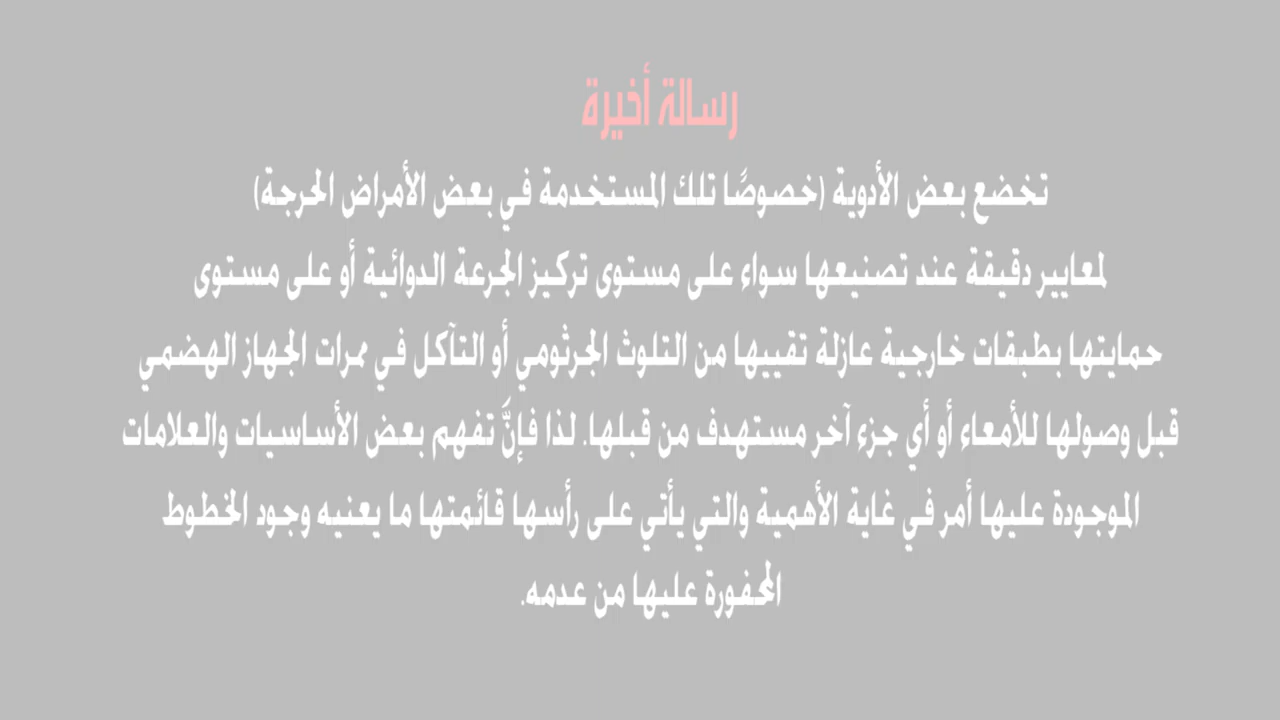 رسالة أخيرة
تخضع بعض الأدوية (خصوصًا تلك المستخدمة في بعض الأمراض الحرجة)
لمعايير دقيقة عند تصنيعها سواء على مستوى تركيز الجرعة الدوائية أو على مستوى
حمايتها بطبقات خارجية عازلة تقييها من التلوث الجرثومي أو التآكل في ممرات الجهاز الهضمي
قبل وصولها للأمعاء أو أي جزء آخر مستهدف من قبلها. لذا فإنَّ تفهم بعض الأساسيات والعلامات
الموجودة عليها أمر في غاية الأهمية والتي يأتي على رأسها قائمتها ما يعنيه وجود الخطوط
المحفورة عليها من عدمه.